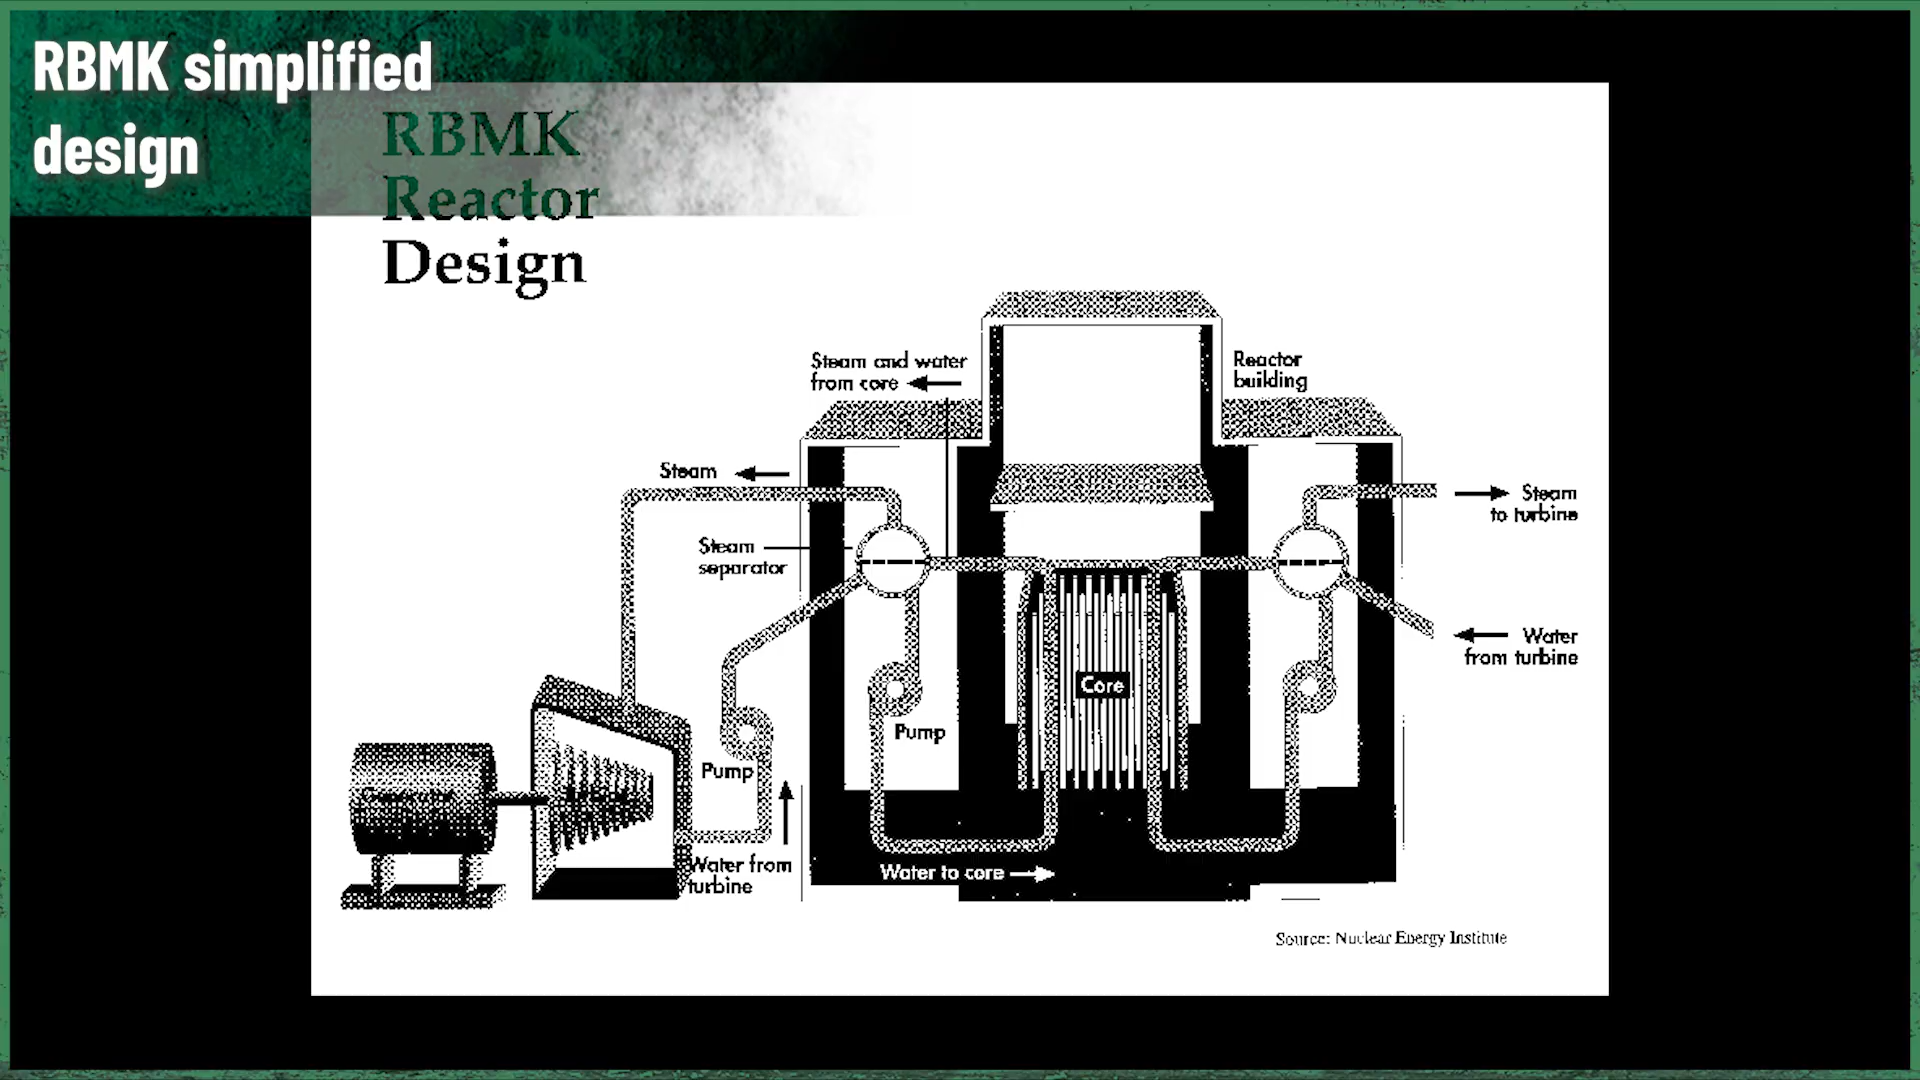 RBMK simplified
design
RBMK
Reactor
Design
Steam and water
from core
Reactor
building
Steam
Steam
to turbine
Steam
separator
Water
from turbine
Core
Pump
Pump
Water from
turbine
Water to core
Source: Nuclear Energy Institute